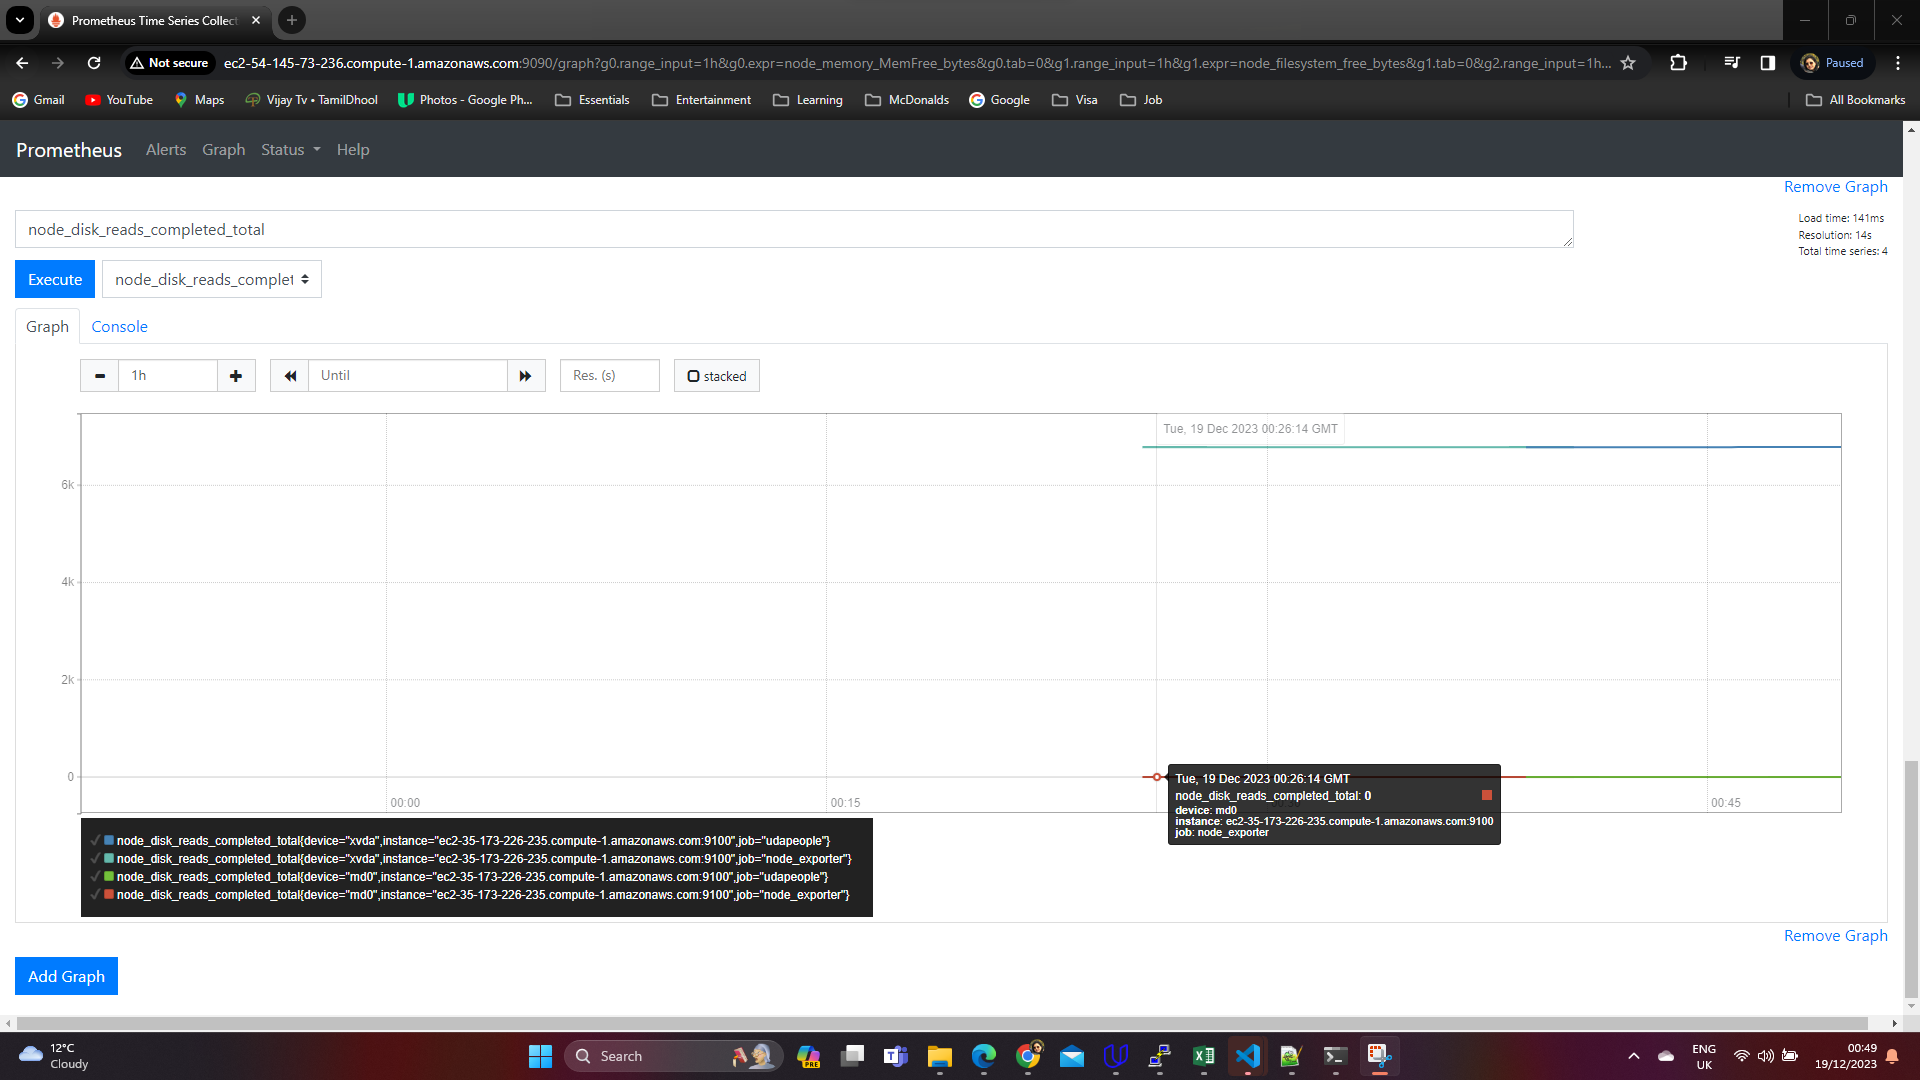 Prometheus Time Series Collect
Not secure
ec2-54-145-73-236.compute-1.amazonaws.com:9090/graph?g0.range_input=1h&g0.expr=node_memory_MemFree_bytes&g0.tab=0&g1.range_input=1h&g1.expr=node_filesystem_free_bytes&g1.tab=0&g2.range_input=1h...
Paused
Gmail YouTube Maps Vijay Tv • TamilDhool Photos - Google Ph... Essentials Entertainment Learning McDonalds Google Visa Job All Bookmarks
Prometheus Alerts Graph Status Help
Remove Graph
node_disk_reads_completed_total
Load time: 141ms
Resolution: 14s
Total time series: 4
Execute node_disk_reads_complet
Graph Console
1h Until Res. (s) stacked
Tue, 19 Dec 2023 00:26:14 GMT
6k
4k
2k
0
00:00 00:15 00:45
Tue, 19 Dec 2023 00:26:14 GMT
node_disk_reads_completed_total: 0
device: md0
instance: ec2-35-173-226-235.compute-1.amazonaws.com:9100
job: node_exporter
node_disk_reads_completed_total{device="xvda",instance="ec2-35-173-226-235.compute-1.amazonaws.com:9100",job="udapeople"}
node_disk_reads_completed_total{device="xvda",instance="ec2-35-173-226-235.compute-1.amazonaws.com:9100",job="node_exporter"}
node_disk_reads_completed_total{device="md0",instance="ec2-35-173-226-235.compute-1.amazonaws.com:9100",job="udapeople"}
node_disk_reads_completed_total{device="md0",instance="ec2-35-173-226-235.compute-1.amazonaws.com:9100",job="node_exporter"}
Remove Graph
Add Graph
12°C
Cloudy
Search
PRE
ENG
UK
00:49
19/12/2023